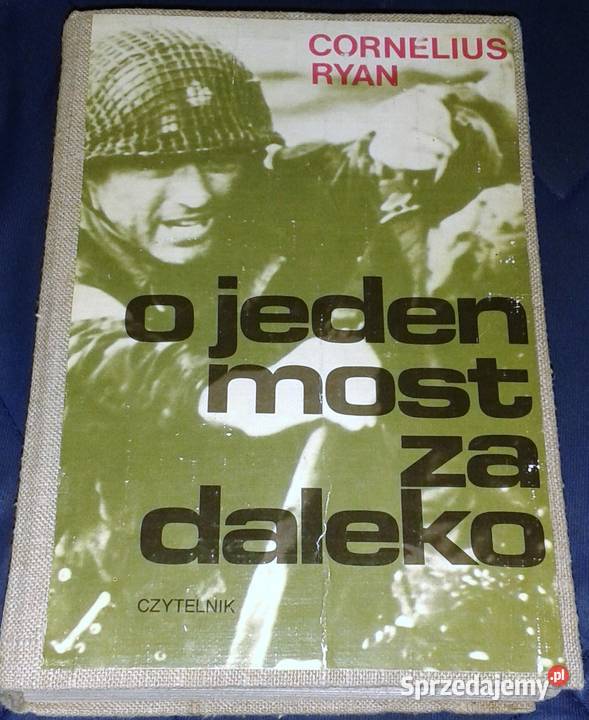 CORNELIUS
RYAN
o jeden
most
za
daleko
CZYTELNIK
Sprzedajemy.pl